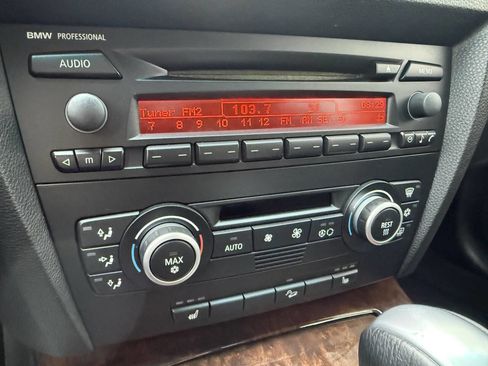 BMW PROFESSIONAL
AUDIO
MENU
Tuner FM2 103.7
7 8 9 10 11 12 FM AM
m
AUTO
MAX
REST